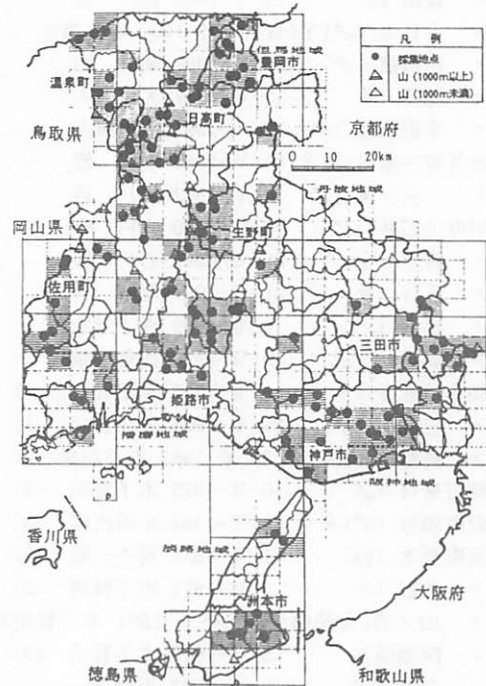 凡 例
採集地点
山（1000m以上）
山（1000m未満）
但馬地域
豊岡市
温泉町
日高町
鳥取県
京都府
0 10 20km
丹波地域
岡山県
生野町
佐用町
三田市
姫路市
播磨地域
神戸市
阪神地域
香川県
淡路地域
大阪府
洲本市
徳島県
和歌山県